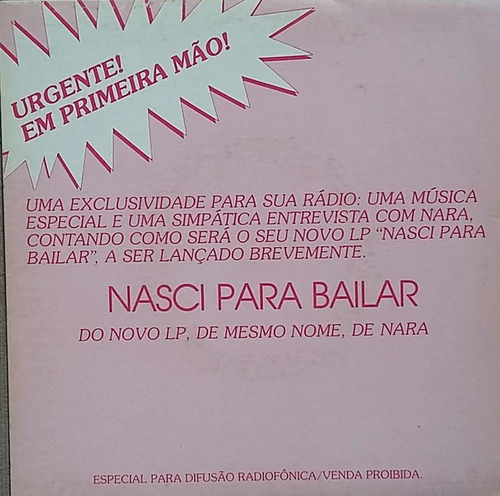 URGENTE!
EM PRIMEIRA MÃO!
UMA EXCLUSIVIDADE PARA SUA RÁDIO: UMA MÚSICA
ESPECIAL E UMA SIMPÁTICA ENTREVISTA COM NARA,
CONTANDO COMO SERÁ O SEU NOVO LP "NASCI PARA
BAILAR", A SER LANÇADO BREVEMENTE.
NASCI PARA BAILAR
DO NOVO LP, DE MESMO NOME, DE NARA
ESPECIAL PARA DIFUSÃO RADIOFÔNICA/VENDA PROIBIDA.